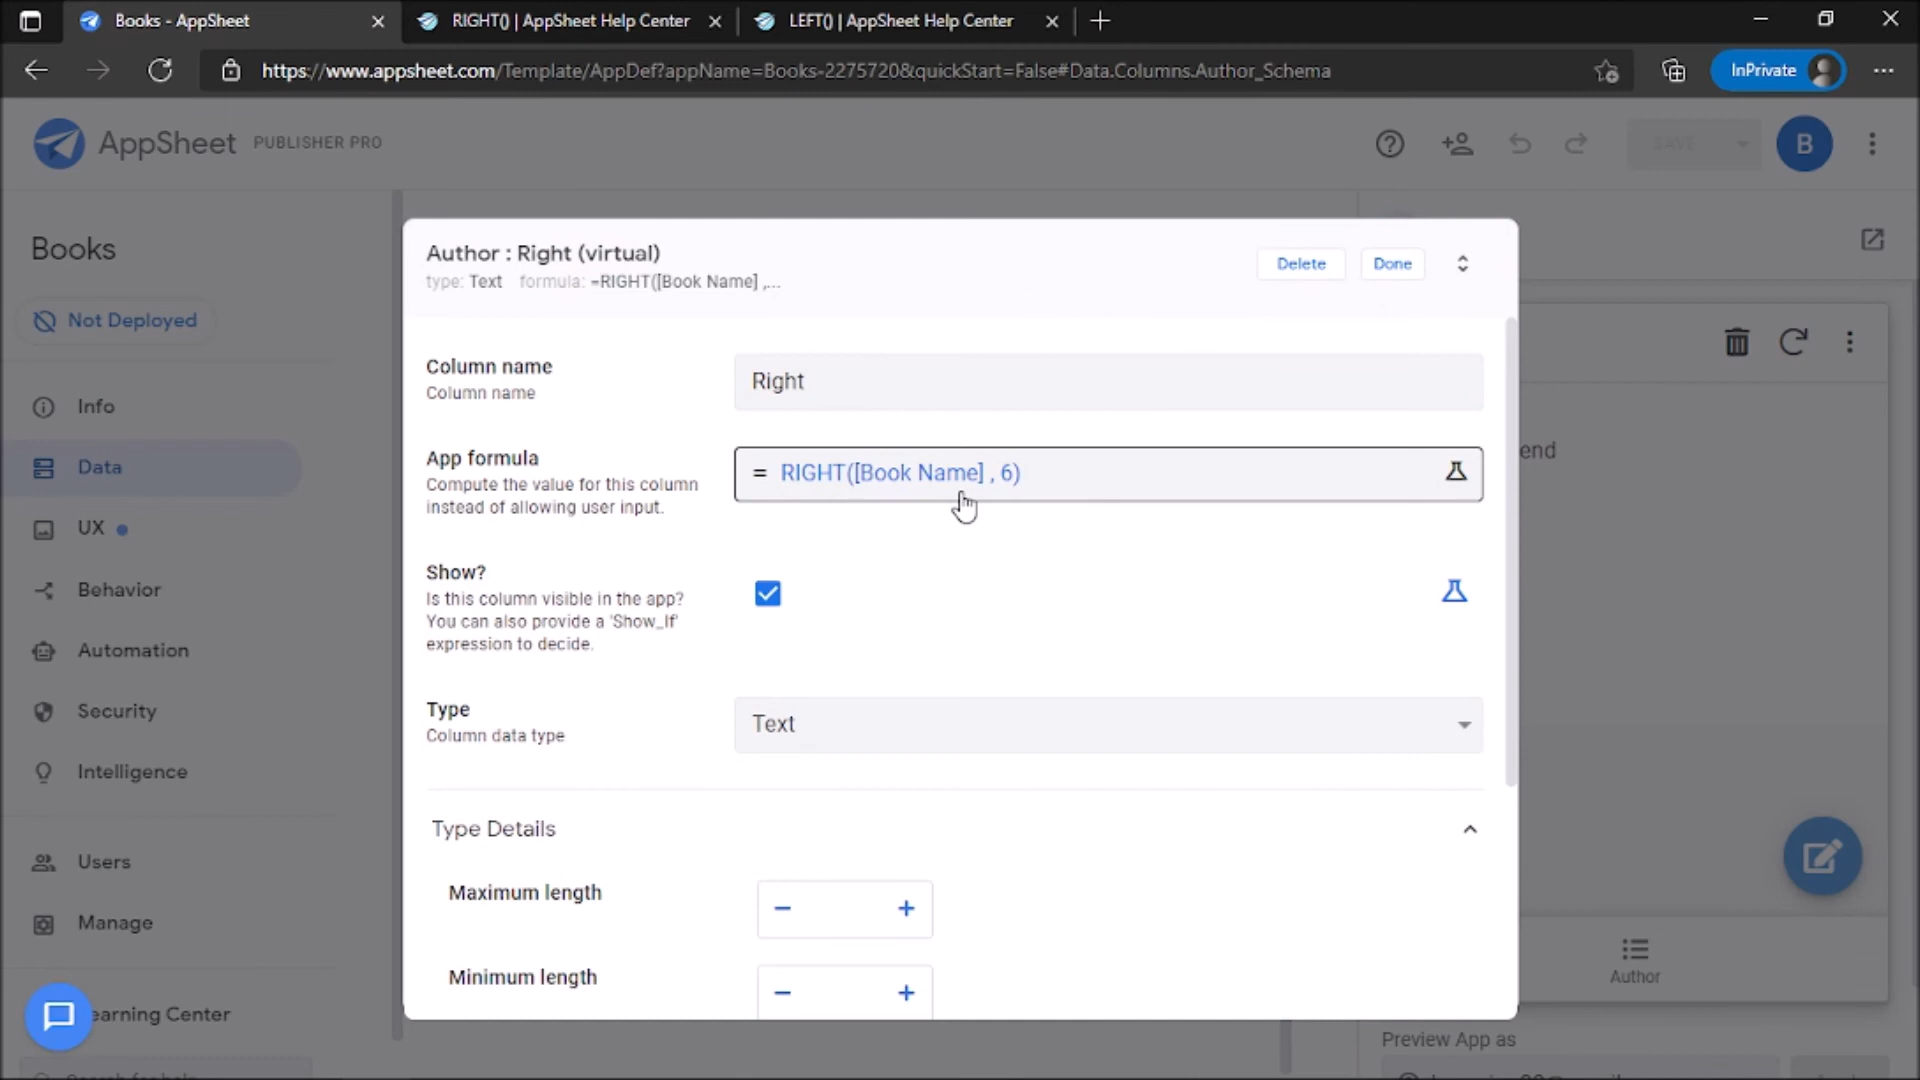 Books - AppSheet
RIGHT() | AppSheet Help Center
LEFT() | AppSheet Help Center
https://www.appsheet.com/Template/AppDef?appName=Books-2275720&quickStart=False#Data.Columns.Author_Schema
InPrivate
AppSheet PUBLISHER PRO
SAVE
B
Books
Not Deployed
Info
Data
UX
Behavior
Automation
Security
Intelligence
Users
Manage
earning Center
Author : Right (virtual)
type: Text formula: =RIGHT([Book Name] ,...
Delete
Done
Column name
Column name
Right
App formula
Compute the value for this column
instead of allowing user input.
= RIGHT([Book Name] , 6)
Show?
Is this column visible in the app?
You can also provide a 'Show_If'
expression to decide.
Type
Column data type
Text
Type Details
Maximum length
− +
Minimum length
− +
end
Author
Preview App as